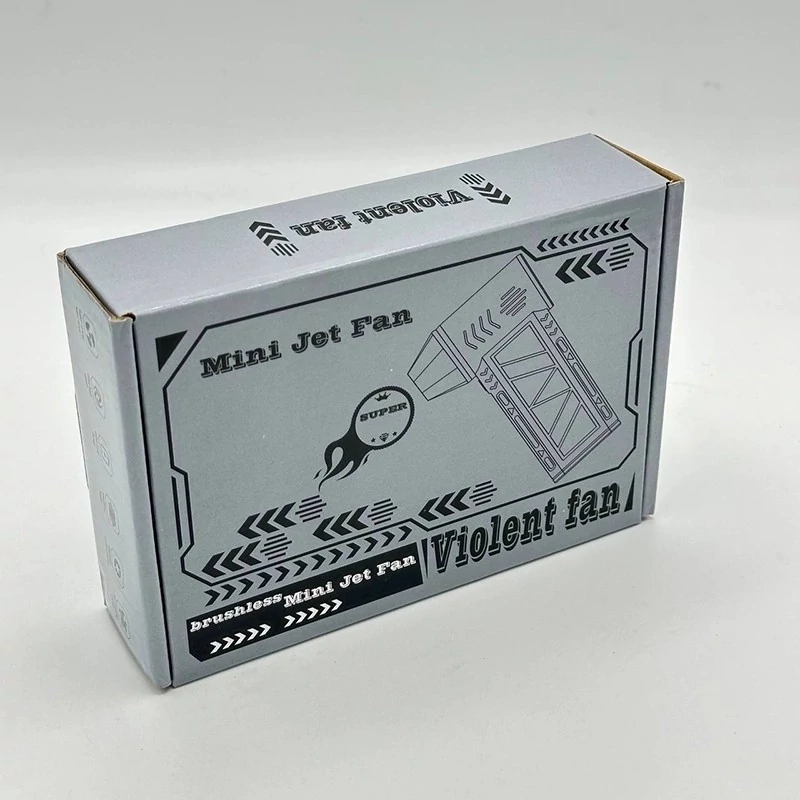 Violent fan
Mini Jet Fan
SUPER
Violent fan
brushless Mini Jet Fan